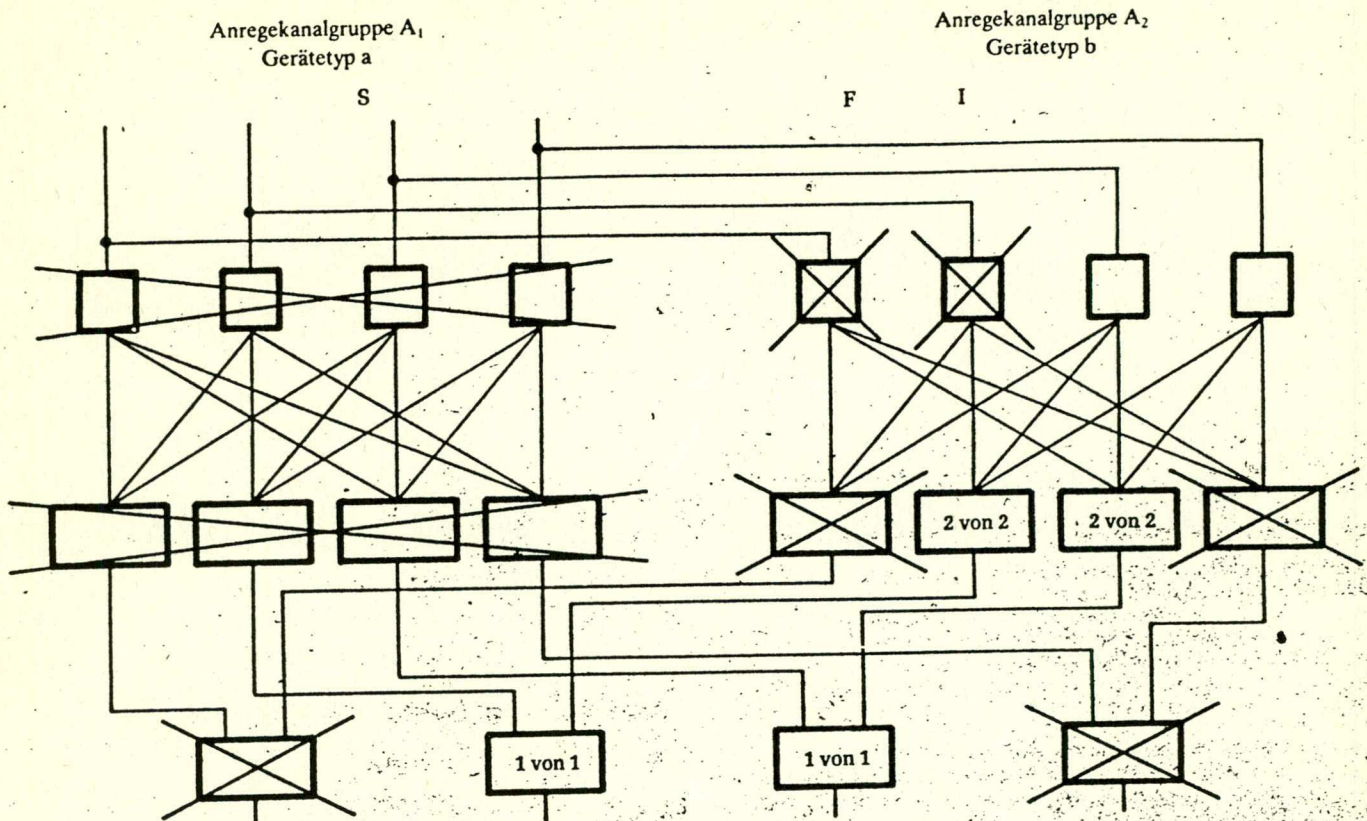 Anregekanalgruppe A₁
Gerätetyp a
Anregekanalgruppe A₂
Gerätetyp b
S
F
I
2 von 2
2 von 2
1 von 1
1 von 1